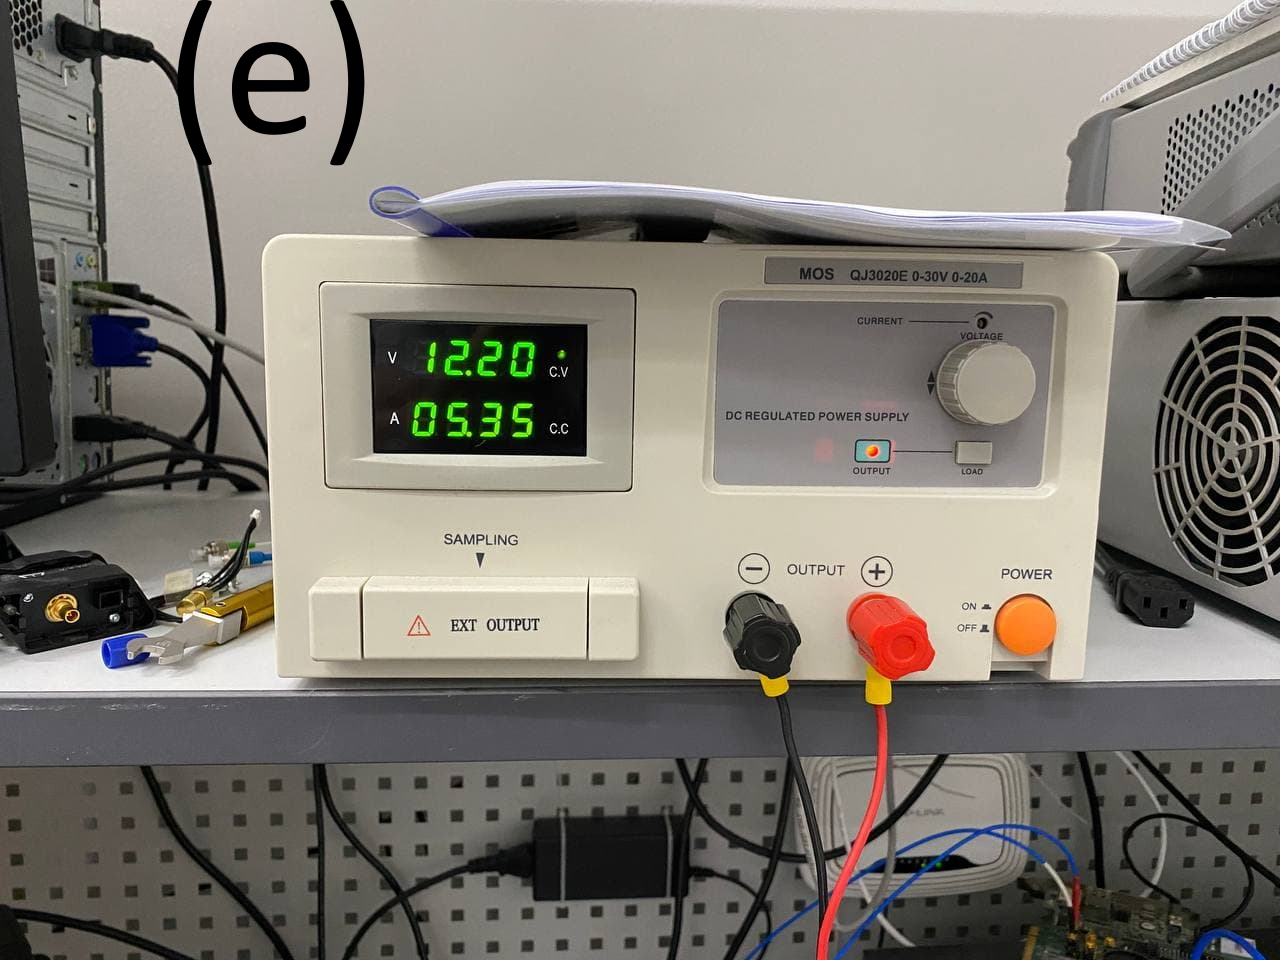 (e)
MOS QJ3020E 0-30V 0-20A
CURRENT
VOLTAGE
V 12.20 C.V
A 05.35 C.C
DC REGULATED POWER SUPPLY
OUTPUT
LOAD
SAMPLING
EXT OUTPUT
− OUTPUT +
POWER
ON
OFF